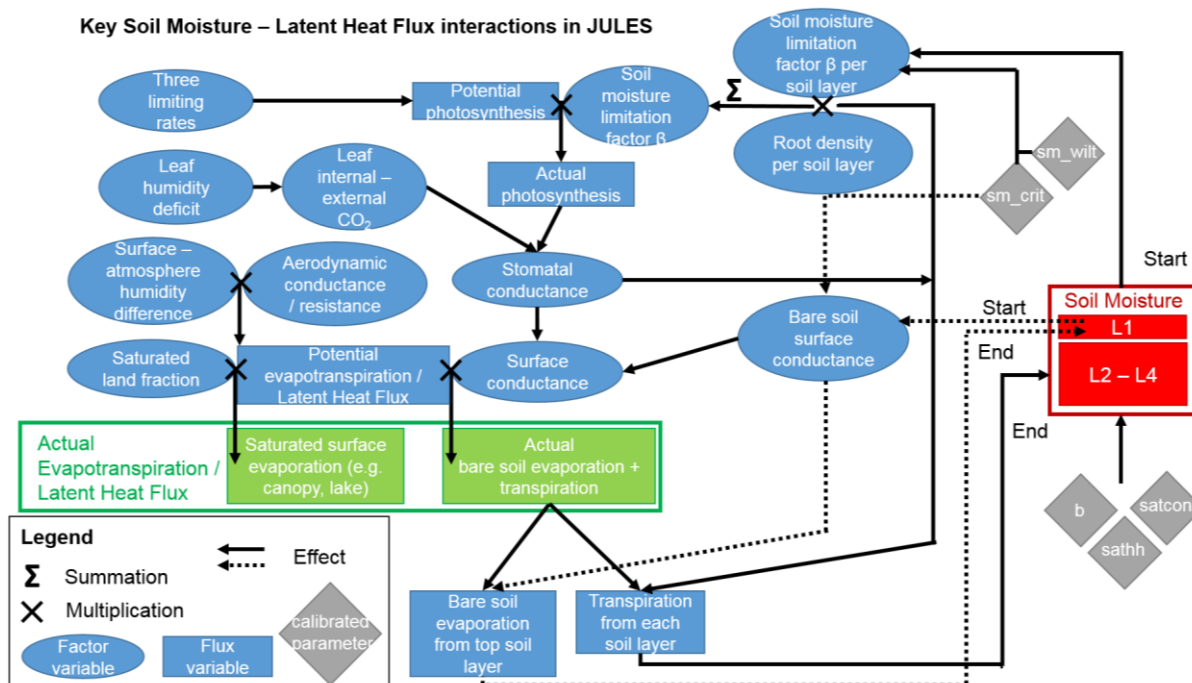 Key Soil Moisture – Latent Heat Flux interactions in JULES
Soil moisture
limitation
factor β per
soil layer
Three
limiting
rates
Potential
photosynthesis
Soil
moisture
limitation
factor β
Σ
Root density
per soil layer
sm_wilt
sm_crit
Leaf
humidity
deficit
Leaf
internal –
external
CO2
Actual
photosynthesis
Surface –
atmosphere
humidity
difference
Aerodynamic
conductance
/ resistance
Stomatal
conductance
Start
Soil Moisture
Start
L1
End
L2 – L4
End
Bare soil
surface
conductance
Saturated
land fraction
Potential
evapotranspiration /
Latent Heat Flux
Surface
conductance
Actual
Evapotranspiration /
Latent Heat Flux
Saturated surface
evaporation (e.g.
canopy, lake)
Actual
bare soil evaporation +
transpiration
b
satcon
sathh
Legend
Effect
Σ Summation
Multiplication
calibrated
parameter
Factor
variable
Flux
variable
Bare soil
evaporation
from top soil
layer
Transpiration
from each
soil layer